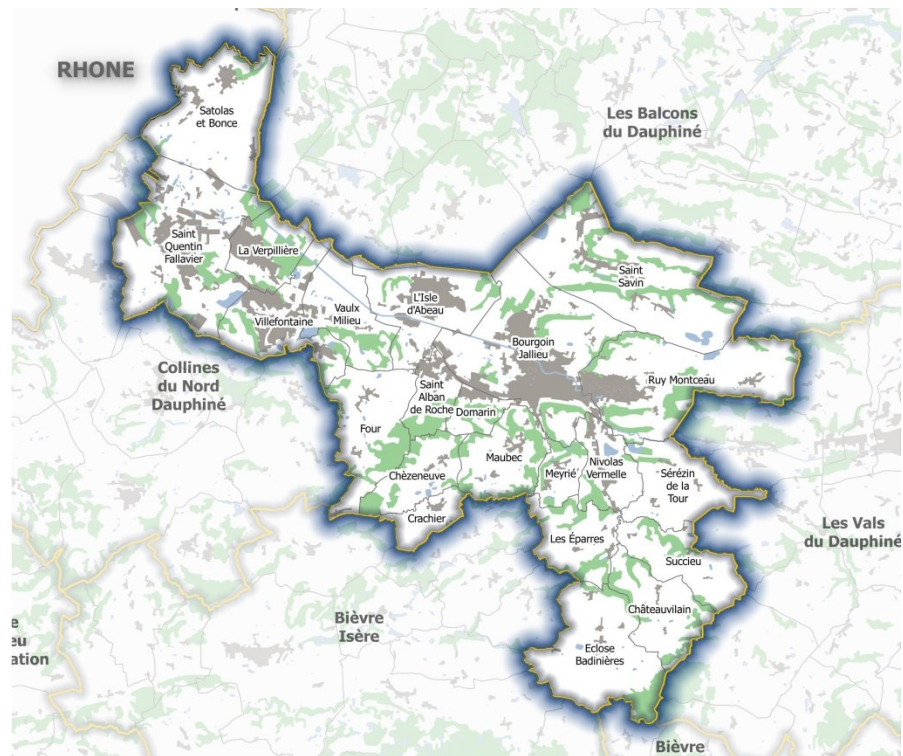 RHONE
Satolas
et Bonce
Les Balcons
du Dauphiné
Saint
Quentin
Fallavier
La Verpillière
Saint
Savin
L'Isle
d'Abeau
Vaulx
Milieu
Villefontaine
Bourgoin
Jallieu
Collines
du Nord
Dauphiné
Ruy Montceau
Saint
Alban
de Roche
Domarin
Four
Maubec
Chèzeneuve
Meyrié
Nivolas
Vermelle
Sérézin
de la
Tour
Crachier
Les Éparres
Les Vals
du Dauphiné
Succieu
Châteauvilain
Bièvre
Isère
Eclose
Badinières
e
eu
ation
Bièvre